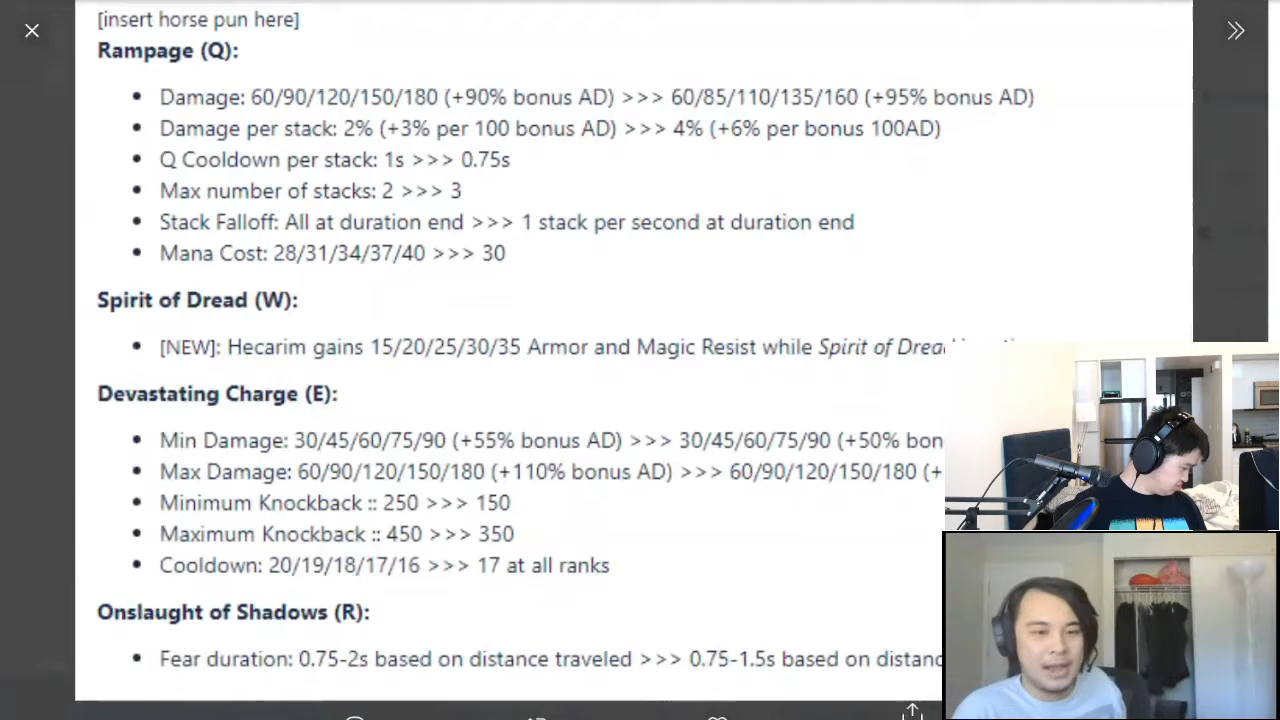 [insert horse pun here]
Rampage (Q):
• Damage: 60/90/120/150/180 (+90% bonus AD) >>> 60/85/110/135/160 (+95% bonus AD)
• Damage per stack: 2% (+3% per 100 bonus AD) >>> 4% (+6% per bonus 100AD)
• Q Cooldown per stack: 1s >>> 0.75s
• Max number of stacks: 2 >>> 3
• Stack Falloff: All at duration end >>> 1 stack per second at duration end
• Mana Cost: 28/31/34/37/40 >>> 30
Spirit of Dread (W):
• [NEW]: Hecarim gains 15/20/25/30/35 Armor and Magic Resist while Spirit of
Devastating Charge (E):
• Min Damage: 30/45/60/75/90 (+55% bonus AD) >>> 30/45/60/75/90 (+50% bon
• Max Damage: 60/90/120/150/180 (+110% bonus AD) >>> 60/90/120/150/180 (+
• Minimum Knockback :: 250 >>> 150
• Maximum Knockback :: 450 >>> 350
• Cooldown: 20/19/18/17/16 >>> 17 at all ranks
Onslaught of Shadows (R):
• Fear duration: 0.75-2s based on distance traveled >>> 0.75-1.5s based on distanc